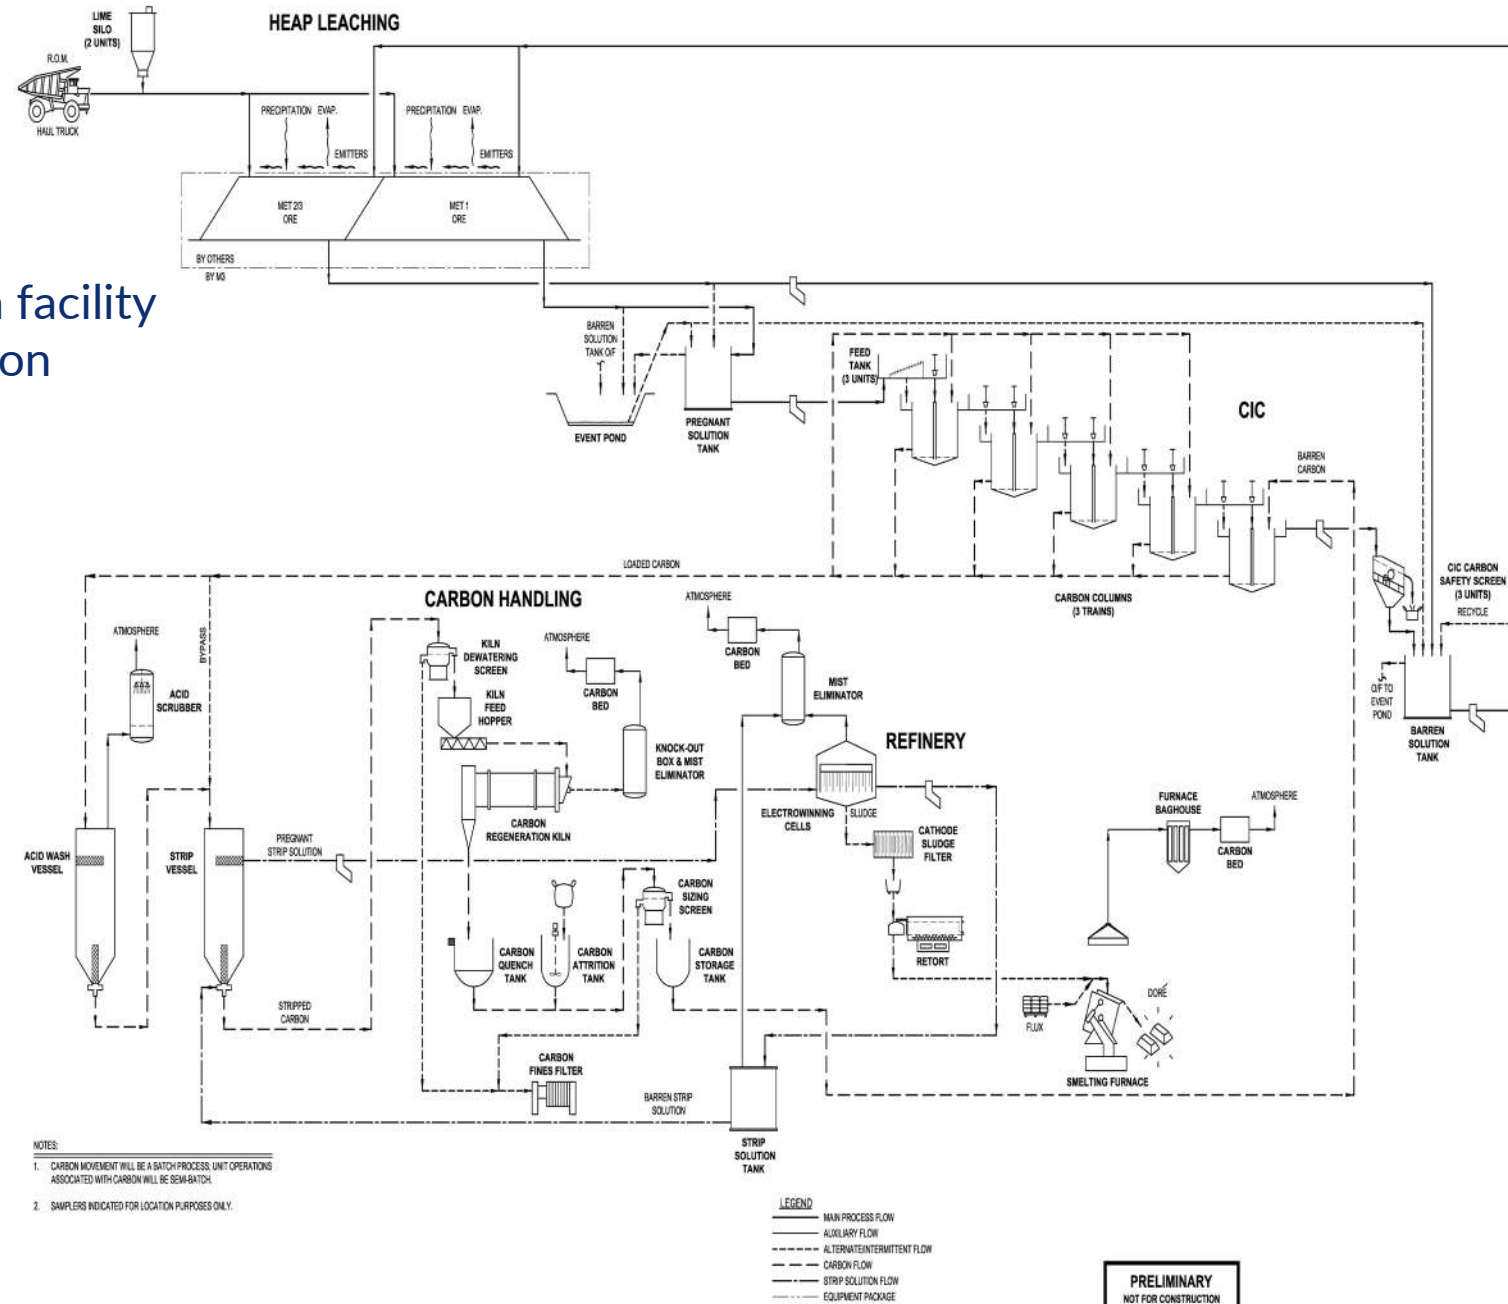 LIME
SILO
(2 UNITS)
HEAP LEACHING
R.O.M.
HAUL TRUCK
PRECIPITATION EVAP.
PRECIPITATION EVAP.
EMITTERS
EMITTERS
MET 2/3
ORE
MET 1
ORE
BY OTHERS
BY M3
facility
on
BARREN
SOLUTION
TANK O/F
EVENT POND
PREGNANT
SOLUTION
TANK
FEED
TANK
(3 UNITS)
CIC
BARREN
CARBON
LOADED CARBON
CARBON COLUMNS
(3 TRAINS)
CIC CARBON
SAFETY SCREEN
(3 UNITS)
RECYCLE
O/F TO
EVENT
POND
BARREN
SOLUTION
TANK
CARBON HANDLING
ATMOSPHERE
BYPASS
ACID
SCRUBBER
KILN
DEWATERING
SCREEN
KILN
FEED
HOPPER
ATMOSPHERE
CARBON
BED
KNOCK-OUT
BOX & MIST
ELIMINATOR
CARBON
REGENERATION KILN
ATMOSPHERE
CARBON
BED
MIST
ELIMINATOR
REFINERY
ELECTROWINNING
CELLS
SLUDGE
CATHODE
SLUDGE
FILTER
RETORT
FURNACE
BAGHOUSE
ATMOSPHERE
CARBON
BED
ACID WASH
VESSEL
STRIP
VESSEL
PREGNANT
STRIP SOLUTION
CARBON
SIZING
SCREEN
CARBON
QUENCH
TANK
CARBON
ATTRITION
TANK
CARBON
STORAGE
TANK
STRIPPED
CARBON
FLUX
DORÉ
SMELTING FURNACE
CARBON
FINES FILTER
BARREN STRIP
SOLUTION
STRIP
SOLUTION
TANK
NOTES:
1. CARBON MOVEMENT WILL BE A BATCH PROCESS; UNIT OPERATIONS
ASSOCIATED WITH CARBON WILL BE SEMI-BATCH.
2. SAMPLERS INDICATED FOR LOCATION PURPOSES ONLY.
LEGEND
MAIN PROCESS FLOW
AUXILIARY FLOW
ALTERNATE/INTERMITTENT FLOW
CARBON FLOW
STRIP SOLUTION FLOW
EQUIPMENT PACKAGE
PRELIMINARY
NOT FOR CONSTRUCTION